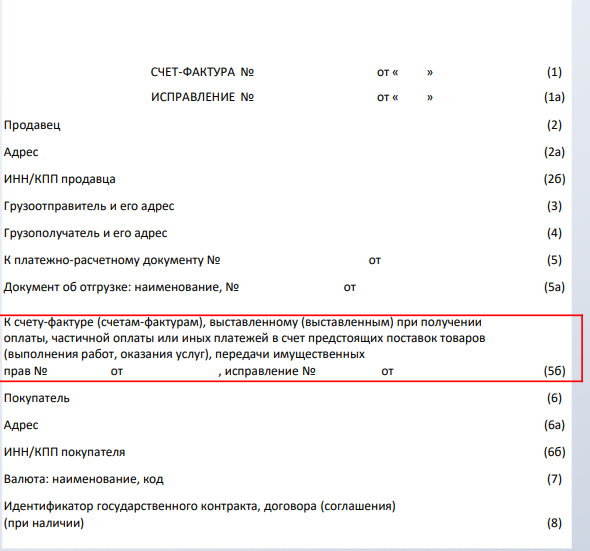 СЧЕТ-ФАКТУРА № от « » (1)
ИСПРАВЛЕНИЕ № от « » (1а)
Продавец (2)
Адрес (2а)
ИНН/КПП продавца (2б)
Грузоотправитель и его адрес (3)
Грузополучатель и его адрес (4)
К платежно-расчетному документу № от (5)
Документ об отгрузке: наименование, № от (5а)
К счету-фактуре (счетам-фактурам), выставленному (выставленным) при получении
оплаты, частичной оплаты или иных платежей в счет предстоящих поставок товаров
(выполнения работ, оказания услуг), передачи имущественных
прав № от , исправление № от (5б)
Покупатель (6)
Адрес (6а)
ИНН/КПП покупателя (6б)
Валюта: наименование, код (7)
Идентификатор государственного контракта, договора (соглашения)
(при наличии) (8)